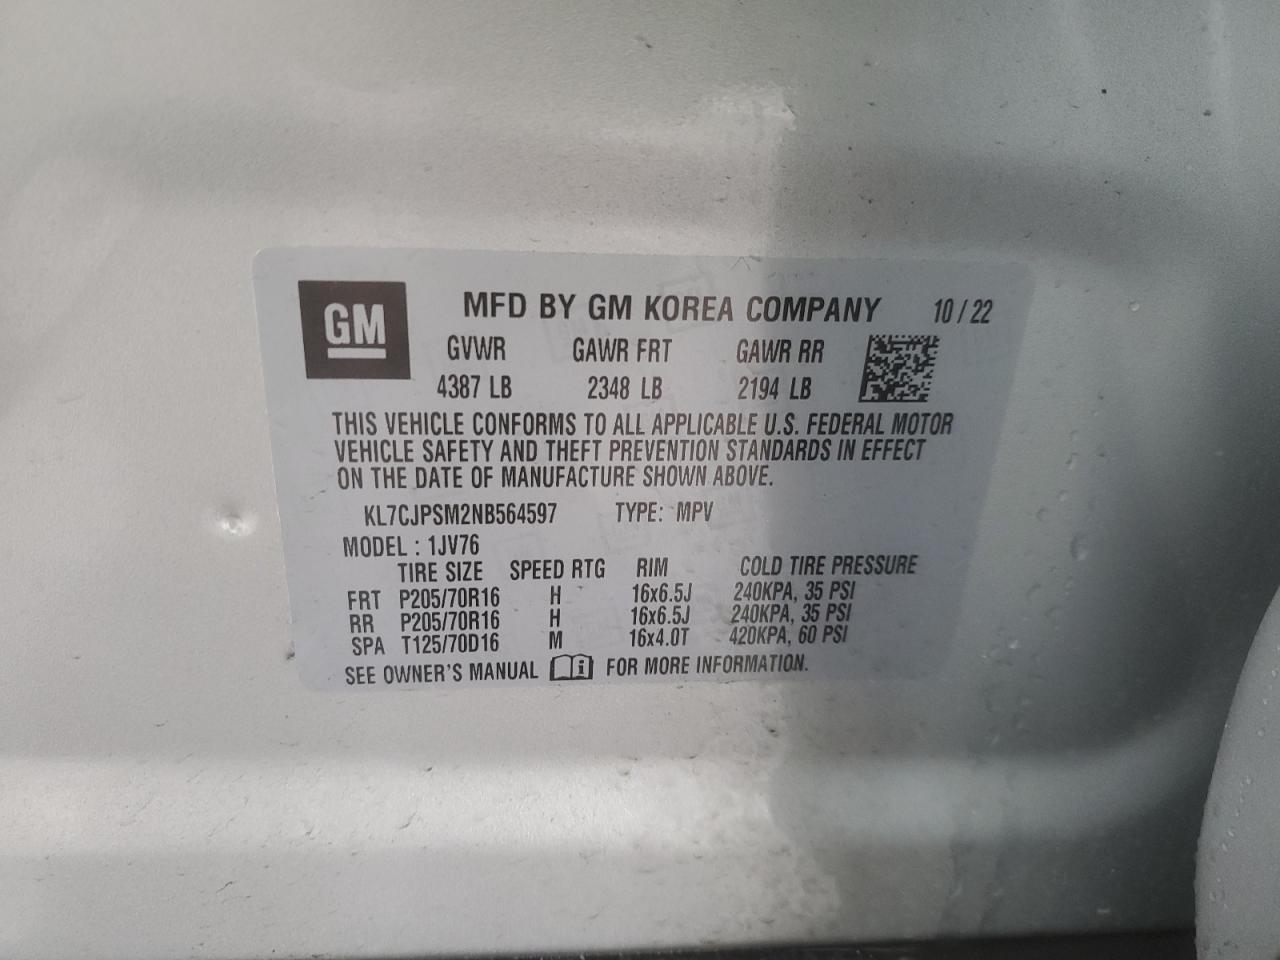 GM
MFD BY GM KOREA COMPANY 10 / 22
GVWR GAWR FRT GAWR RR
4387 LB 2348 LB 2194 LB
THIS VEHICLE CONFORMS TO ALL APPLICABLE U.S. FEDERAL MOTOR
VEHICLE SAFETY AND THEFT PREVENTION STANDARDS IN EFFECT
ON THE DATE OF MANUFACTURE SHOWN ABOVE.
KL7CJPSM2NB564597 TYPE: MPV
MODEL : 1JV76
TIRE SIZE SPEED RTG RIM COLD TIRE PRESSURE
FRT P205/70R16 H 16x6.5J 240KPA, 35 PSI
RR P205/70R16 H 16x6.5J 240KPA, 35 PSI
SPA T125/70D16 M 16x4.0T 420KPA, 60 PSI
SEE OWNER'S MANUAL i FOR MORE INFORMATION.